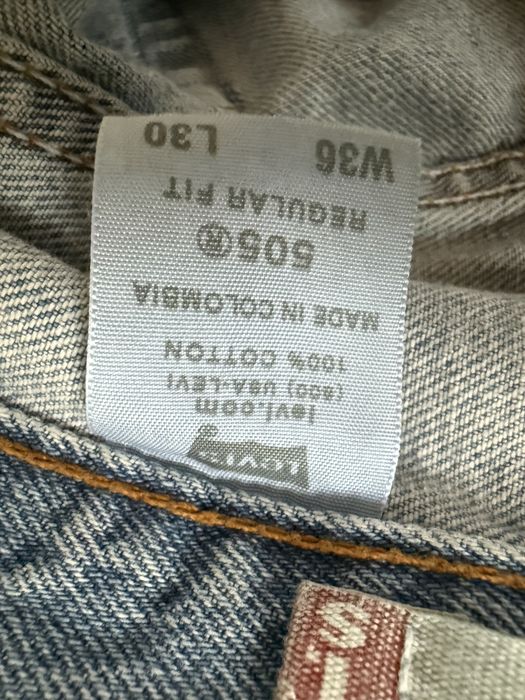 Levi's
levi.com
(800) USA-LEVI
100% COTTON
MADE IN COLOMBIA
505®
REGULAR FIT
W36 L30